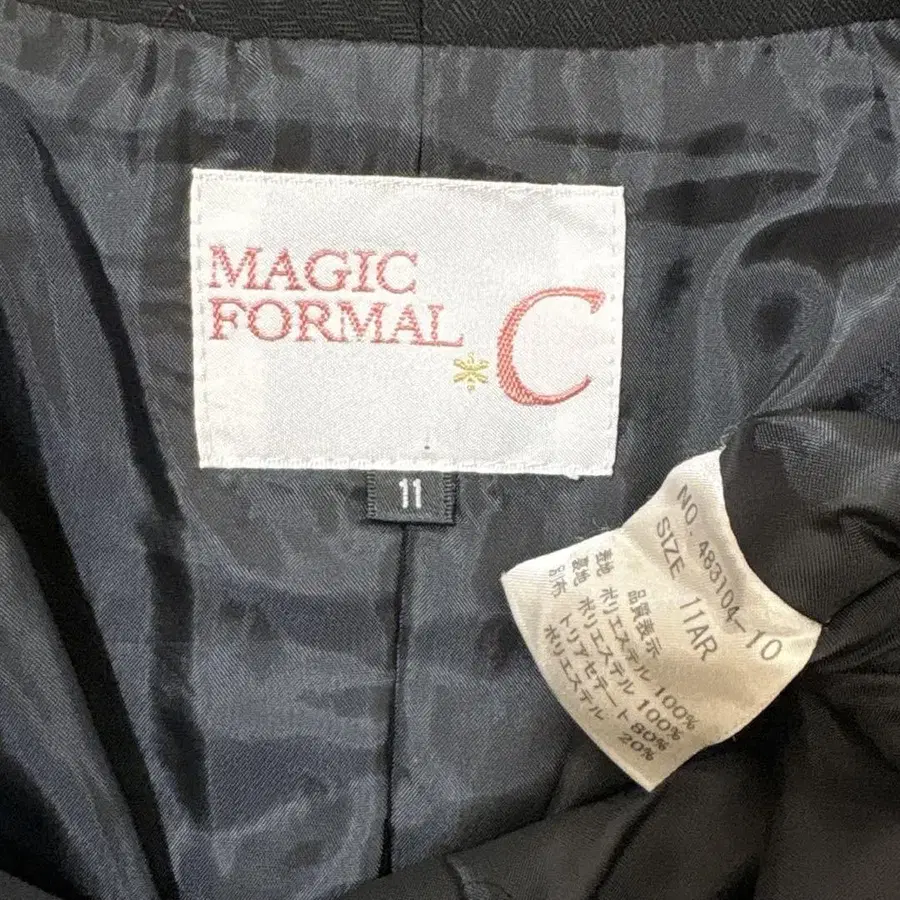 MAGIC
FORMAL
*C
11
NO. 483104-10
SIZE 11AR
品質表示
表地 ポリエステル 100%
裏地 ポリエステル 100%
別布 トリアセテート80%
ポリエステル 20%